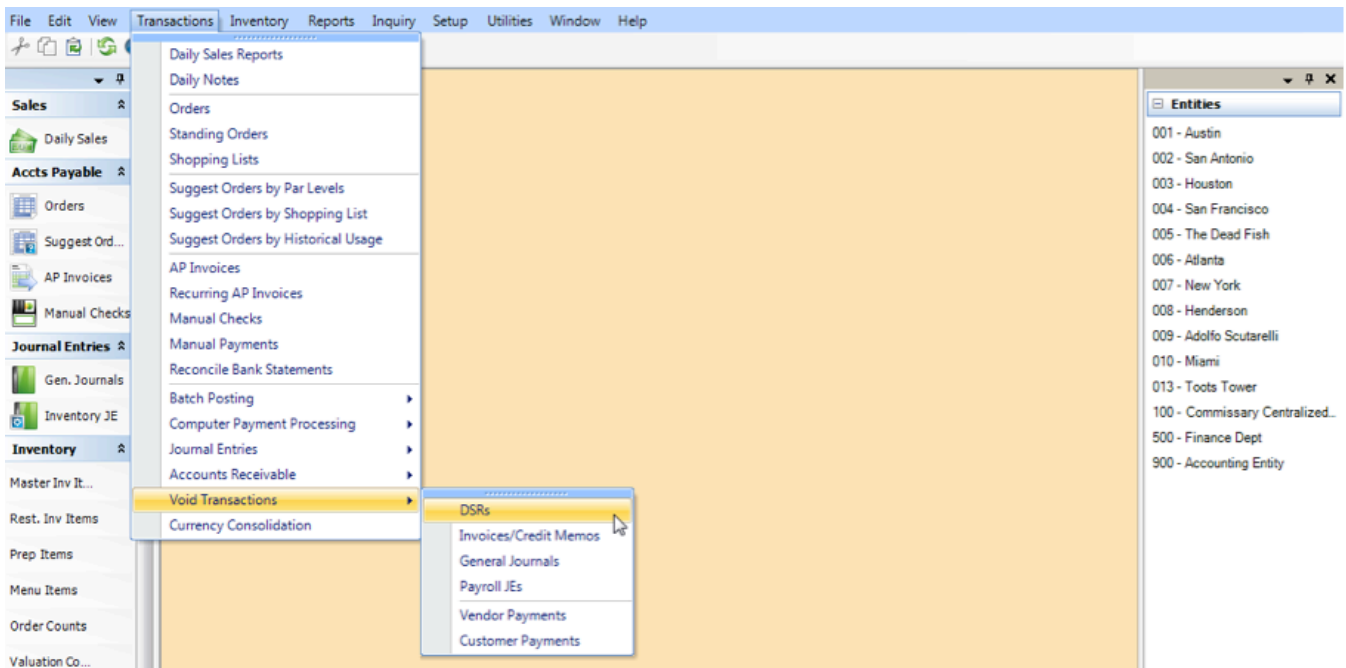 File Edit View Transactions Inventory Reports Inquiry Setup Utilities Window Help
Sales
Daily Sales
Accts Payable
Orders
Suggest Ord...
AP Invoices
Manual Checks
Journal Entries
Gen. Journals
Inventory JE
Inventory
Master Inv It...
Rest. Inv Items
Prep Items
Menu Items
Order Counts
Valuation Co...
Daily Sales Reports
Daily Notes
Orders
Standing Orders
Shopping Lists
Suggest Orders by Par Levels
Suggest Orders by Shopping List
Suggest Orders by Historical Usage
AP Invoices
Recurring AP Invoices
Manual Checks
Manual Payments
Reconcile Bank Statements
Batch Posting
Computer Payment Processing
Journal Entries
Accounts Receivable
Void Transactions
Currency Consolidation
DSRs
Invoices/Credit Memos
General Journals
Payroll JEs
Vendor Payments
Customer Payments
Entities
001 - Austin
002 - San Antonio
003 - Houston
004 - San Francisco
005 - The Dead Fish
006 - Atlanta
007 - New York
008 - Henderson
009 - Adolfo Scutarelli
010 - Miami
013 - Toots Tower
100 - Commissary Centralized...
500 - Finance Dept
900 - Accounting Entity